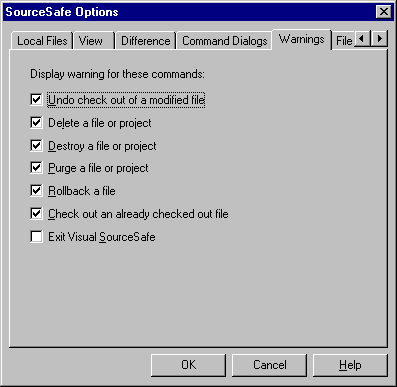 SourceSafe Options
Local Files View Difference Command Dialogs Warnings File
Display warning for these commands:
Undo check out of a modified file
Delete a file or project
Destroy a file or project
Purge a file or project
Rollback a file
Check out an already checked out file
Exit Visual SourceSafe
OK Cancel Help